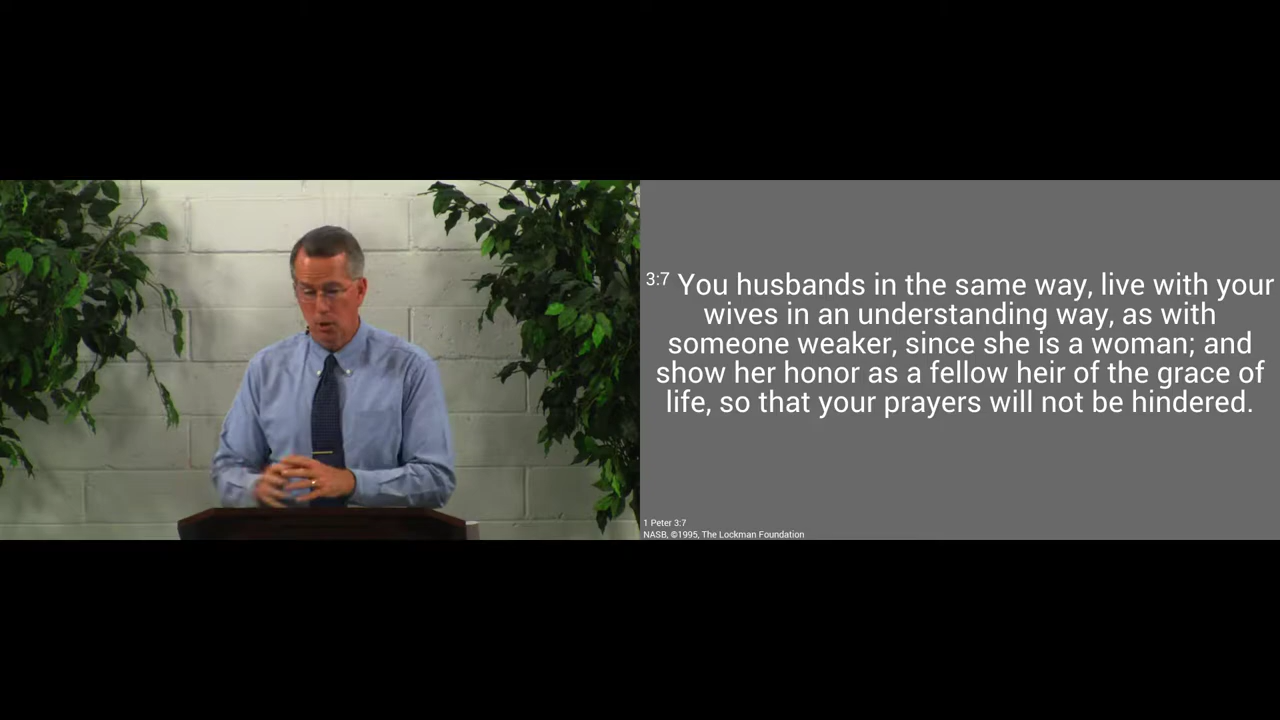 3:7 You husbands in the same way, live with your
wives in an understanding way, as with
someone weaker, since she is a woman; and
show her honor as a fellow heir of the grace of
life, so that your prayers will not be hindered.
1 Peter 3:7
NASB, ©1995, The Lockman Foundation